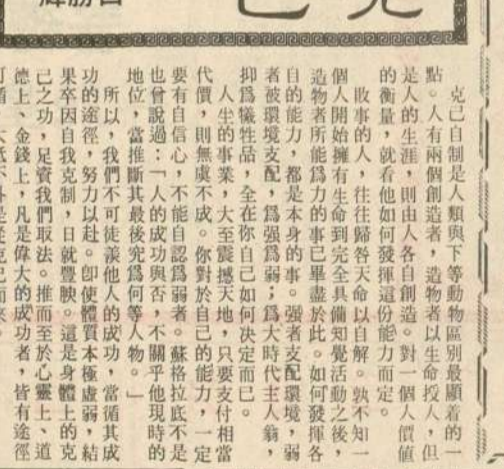 克己
克己自制是人類與下等動物區別最顯着的一
點。人有兩個創造者，造物者以生命授人，但
是人的生涯，則由人各自創造。對一個人價值
的衡量，就看他如何發揮這份能力而定。
敗事的人，往往歸咎天命以自解。孰不知一
個人開始擁有生命到完全具備知覺活動之後，
造物者所能爲力的事已畢盡於此。如何發揮各
自的能力，都是本身的事。强者支配環境，弱
者被環境支配，爲强爲弱；爲大時代主人翁，
抑爲犧牲品，全在你自己如何決定而已。
人生的事業，大至震撼天地，只要支付相當
代價，則無虞不成。你對於自己的能力，一定
要有自信心，不能自認爲弱者。蘇格拉底不是
也曾說過：「人的成功與否，不關乎他現時的
地位，當推斷其最後究爲何等人物。」
所以，我們不可徒羨他人的成功，當循其成
功的途徑，努力以赴。卽使體質本極虛弱，結
果卒因自我克制，日就豐腴。這是身體上的克
己之功，足資我們取法。推而至於心靈上、道
德上、金錢上，凡是偉大的成功者，皆有途徑